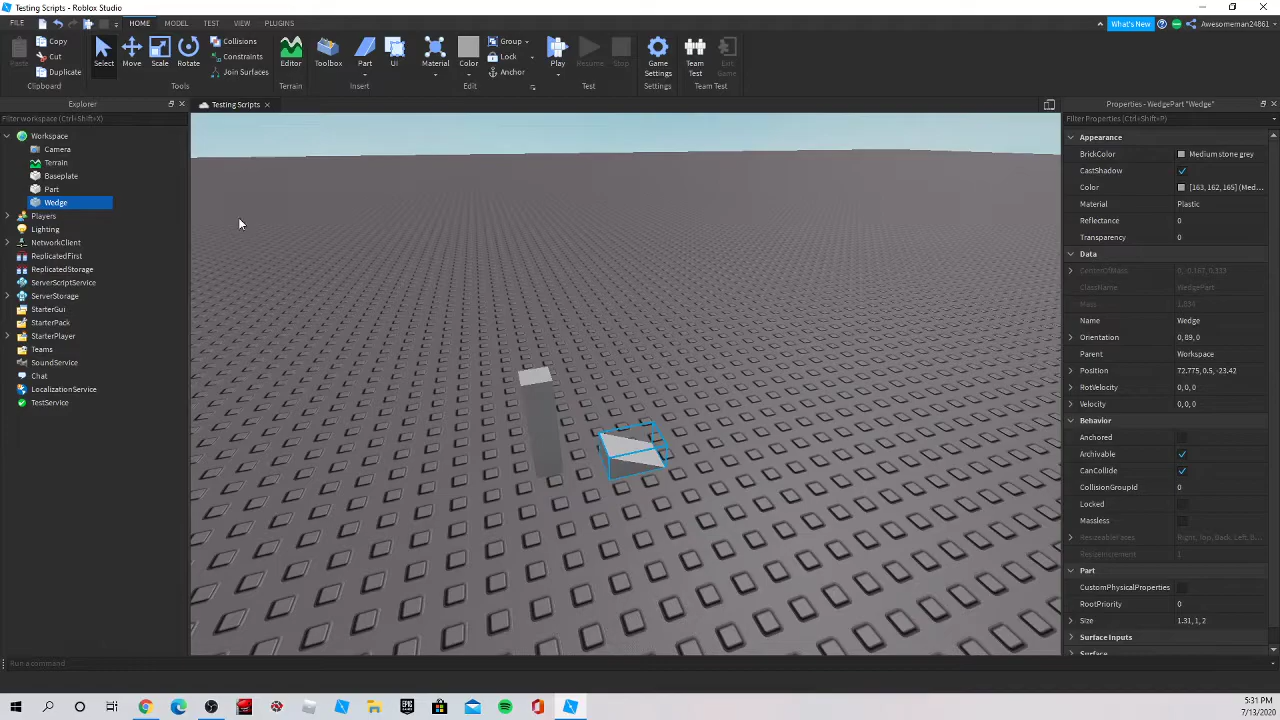 Testing Scripts - Roblox Studio
FILE HOME MODEL TEST VIEW PLUGINS What's New Awesomeman24861
Paste Copy Cut Duplicate Clipboard
Select Move Scale Rotate Collisions Constraints Join Surfaces Tools
Editor Terrain
Toolbox Part UI Insert
Material Color Group Lock Anchor Edit
Play Resume Stop Test
Game Settings Settings
Team Test Exit Game Team Test
Explorer
Filter workspace (Ctrl+Shift+X)
Workspace
Camera
Terrain
Baseplate
Part
Wedge
Players
Lighting
NetworkClient
ReplicatedFirst
ReplicatedStorage
ServerScriptService
ServerStorage
StarterGui
StarterPack
StarterPlayer
Teams
SoundService
Chat
LocalizationService
TestService
Testing Scripts
Properties - WedgePart "Wedge"
Filter Properties (Ctrl+Shift+P)
Appearance
BrickColor Medium stone grey
CastShadow
Color [163, 162, 165] (Med...
Material Plastic
Reflectance 0
Transparency 0
Data
CenterOfMass 0, -0.167, 0.333
ClassName WedgePart
Mass 1.834
Name Wedge
Orientation 0, 89, 0
Parent Workspace
Position 72.775, 0.5, -23.42
RotVelocity 0, 0, 0
Velocity 0, 0, 0
Behavior
Anchored
Archivable
CanCollide
CollisionGroupId 0
Locked
Massless
ResizeableFaces Right, Top, Back, Left, B...
ResizeIncrement 1
Part
CustomPhysicalProperties
RootPriority 0
Size 1.31, 1, 2
Surface Inputs
Surface
Run a command
EPIC GAMES
5:31 PM
7/13/2020